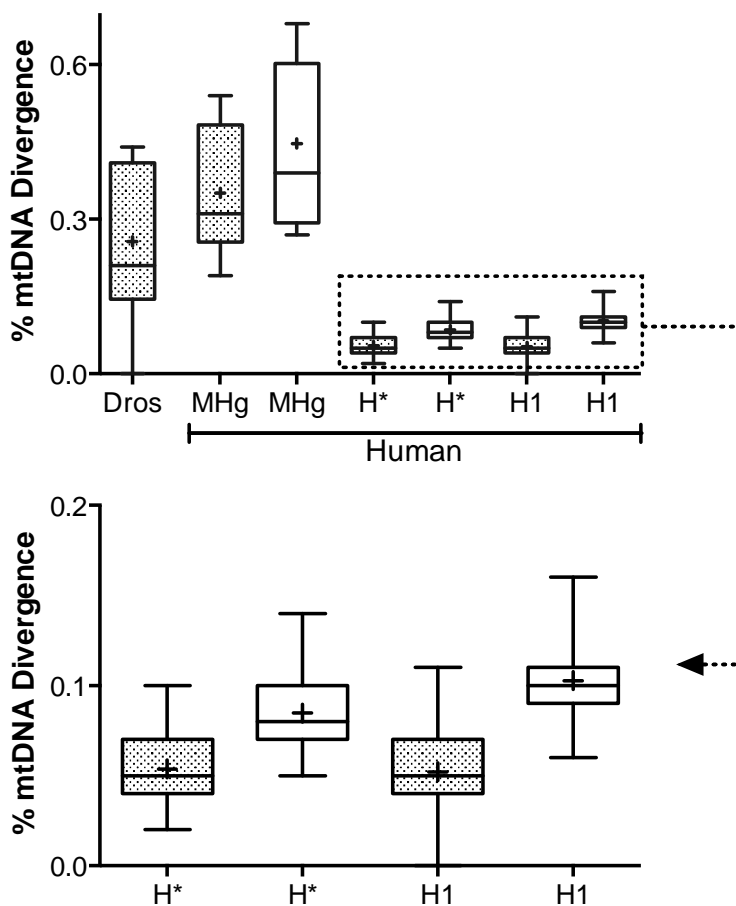 % mtDNA Divergence
0.6
0.3
0.0
Dros MHg MHg H* H* H1 H1
Human
% mtDNA Divergence
0.2
0.1
0.0
H* H* H1 H1